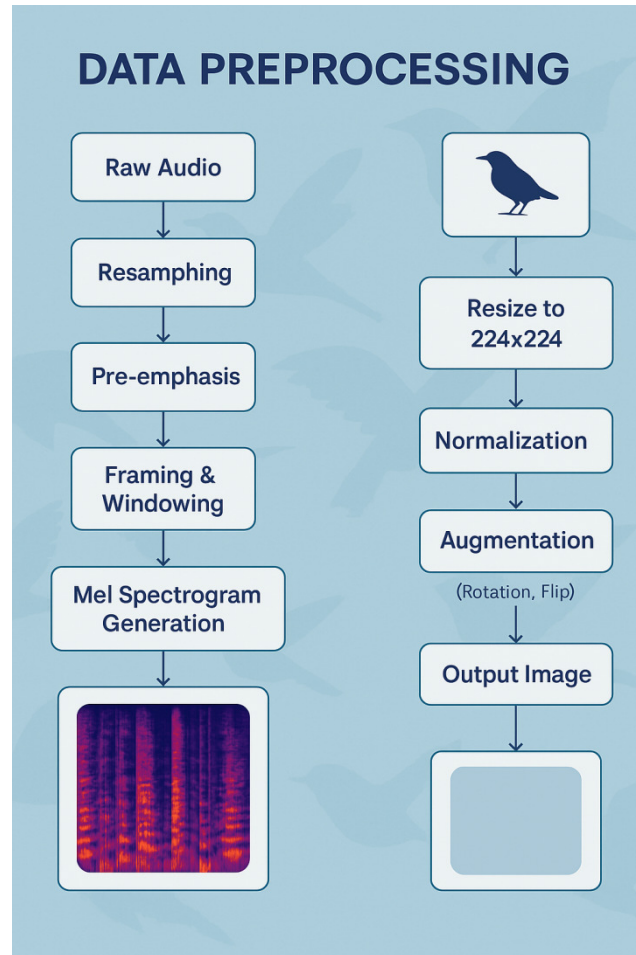 DATA PREPROCESSING
Raw Audio
Resamphing
Pre-emphasis
Framing &
Windowing
Mel Spectrogram
Generation
Resize to
224x224
Normalization
Augmentation
(Rotation, Flip)
Output Image